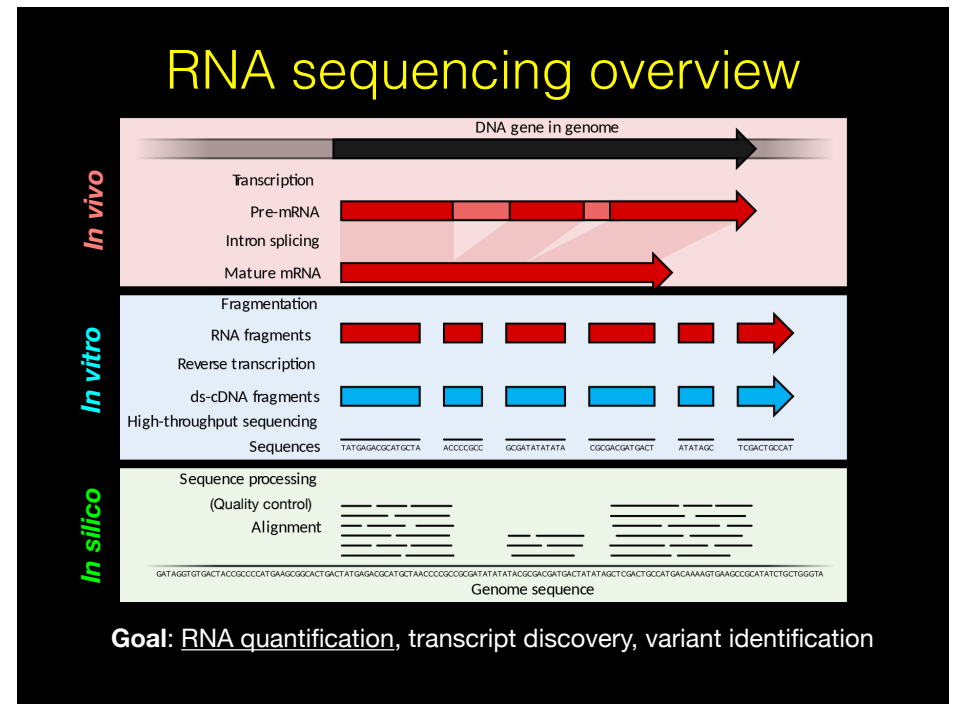 RNA sequencing overview
In vivo
DNA gene in genome
Transcription
Pre-mRNA
Intron splicing
Mature mRNA
In vitro
Fragmentation
RNA fragments
Reverse transcription
ds-cDNA fragments
High-throughput sequencing
Sequences TATGAGACGCATGCTA ACCCCGCC GCGATATATATA CGCGACGATGACT ATATAGC TCGACTGCCAT
In silico
Sequence processing
(Quality control)
Alignment
GATAGGTGTGACTACCGCCCCATGAAGCGGCACTGACTATGAGACGCATGCTAACCCCGCCGCGATATATATACGCGACGATGACTATATAGCTCGACTGCCATGACAAAAGTGAAGCCGCATATCTGCTGGGTA
Genome sequence
Goal: RNA quantification, transcript discovery, variant identification